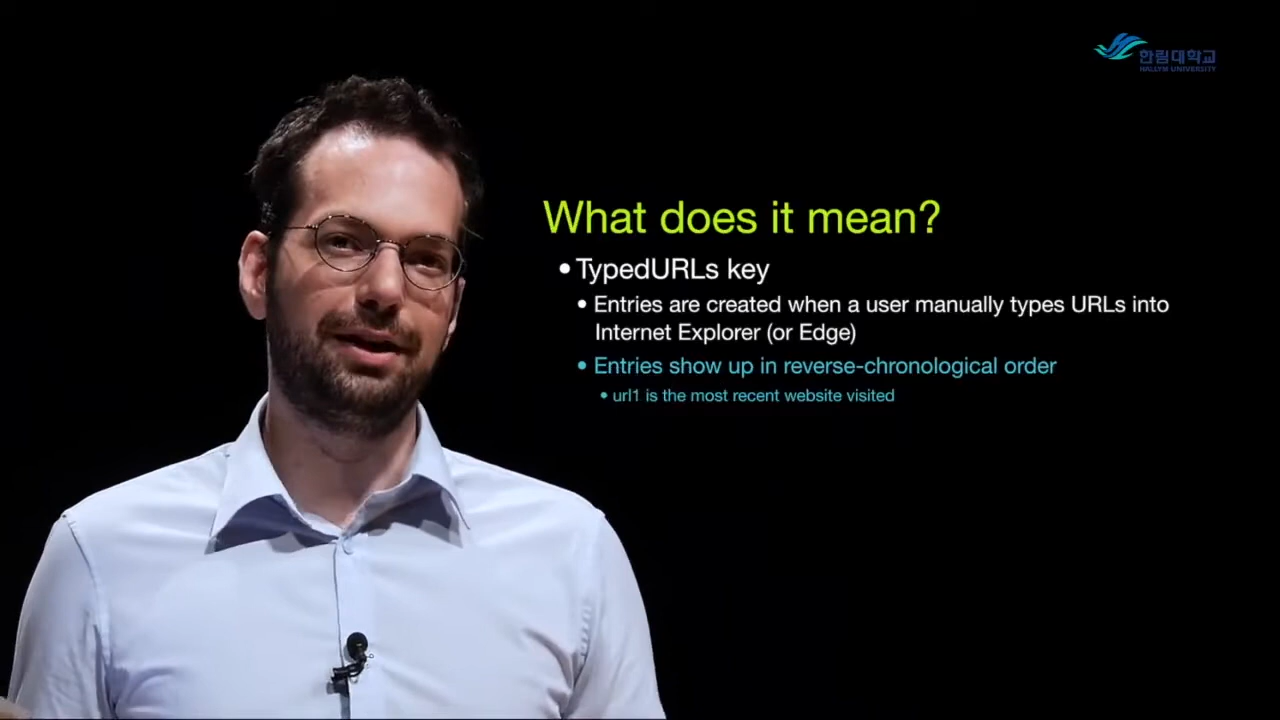 한림대학교
HALLYM UNIVERSITY
What does it mean?
• TypedURLs key
• Entries are created when a user manually types URLs into
Internet Explorer (or Edge)
• Entries show up in reverse-chronological order
• url1 is the most recent website visited